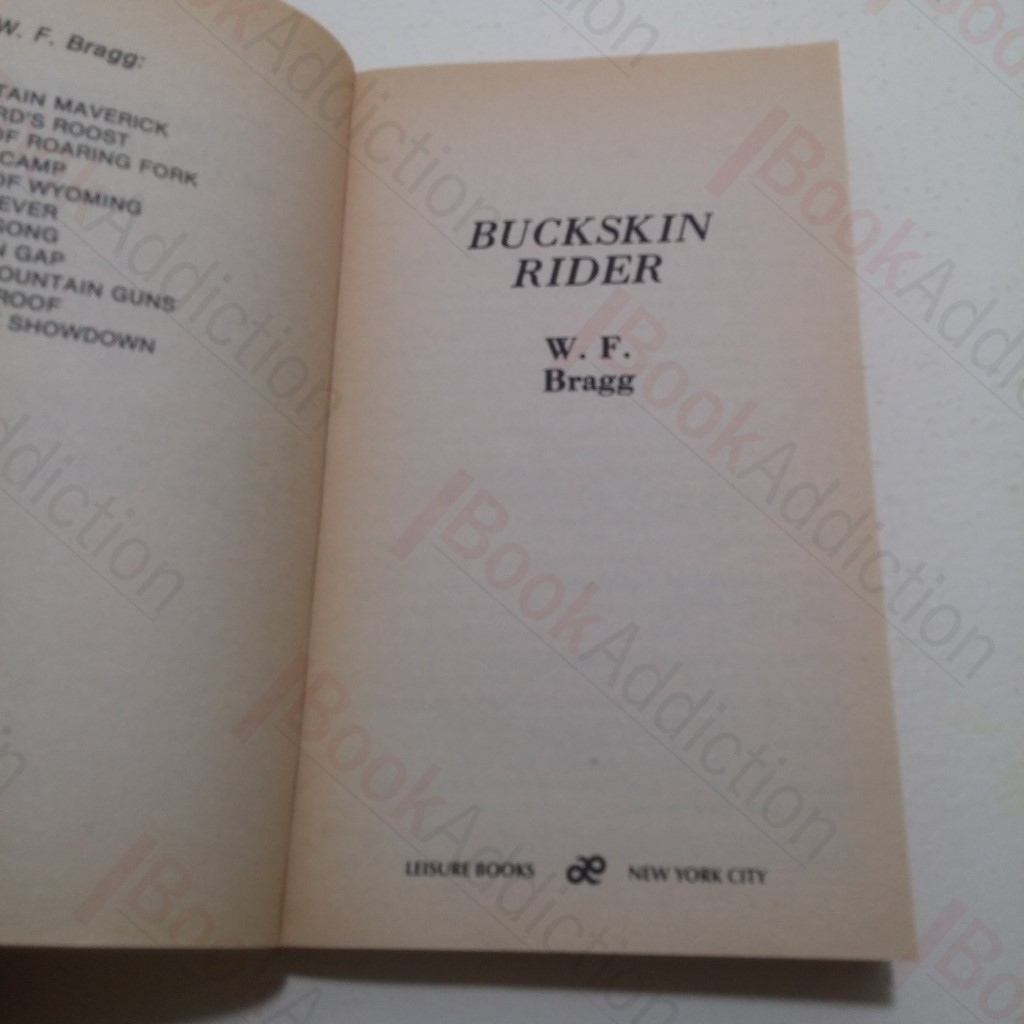 W. F. Bragg:
TAIN MAVERICK
RD'S ROOST
OF ROARING FORK
CAMP
OF WYOMING
EVER
SONG
N GAP
OUNTAIN GUNS
ROOF
SHOWDOWN
BUCKSKIN
RIDER
W. F.
Bragg
LEISURE BOOKS NEW YORK CITY
BookAddiction